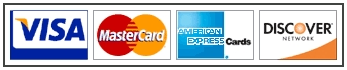 VISA
MasterCard
AMERICAN
EXPRESS Cards
DISCOVER
NETWORK